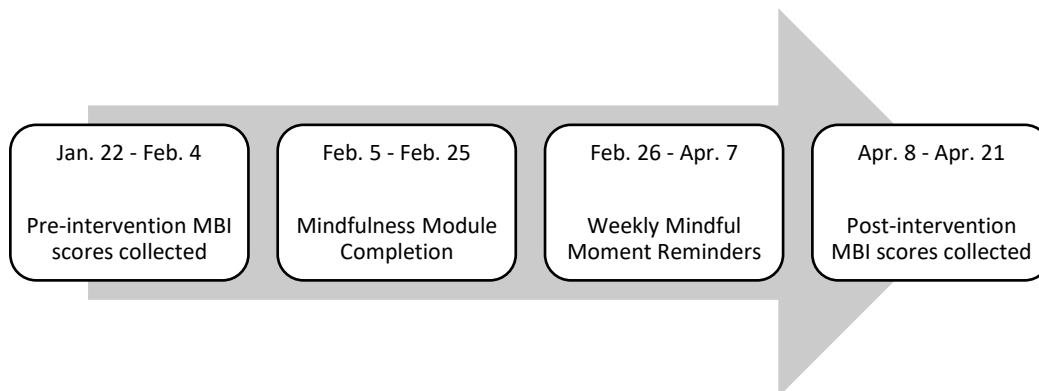 Jan. 22 - Feb. 4
Pre-intervention MBI
scores collected
Feb. 5 - Feb. 25
Mindfulness Module
Completion
Feb. 26 - Apr. 7
Weekly Mindful
Moment Reminders
Apr. 8 - Apr. 21
Post-intervention
MBI scores collected